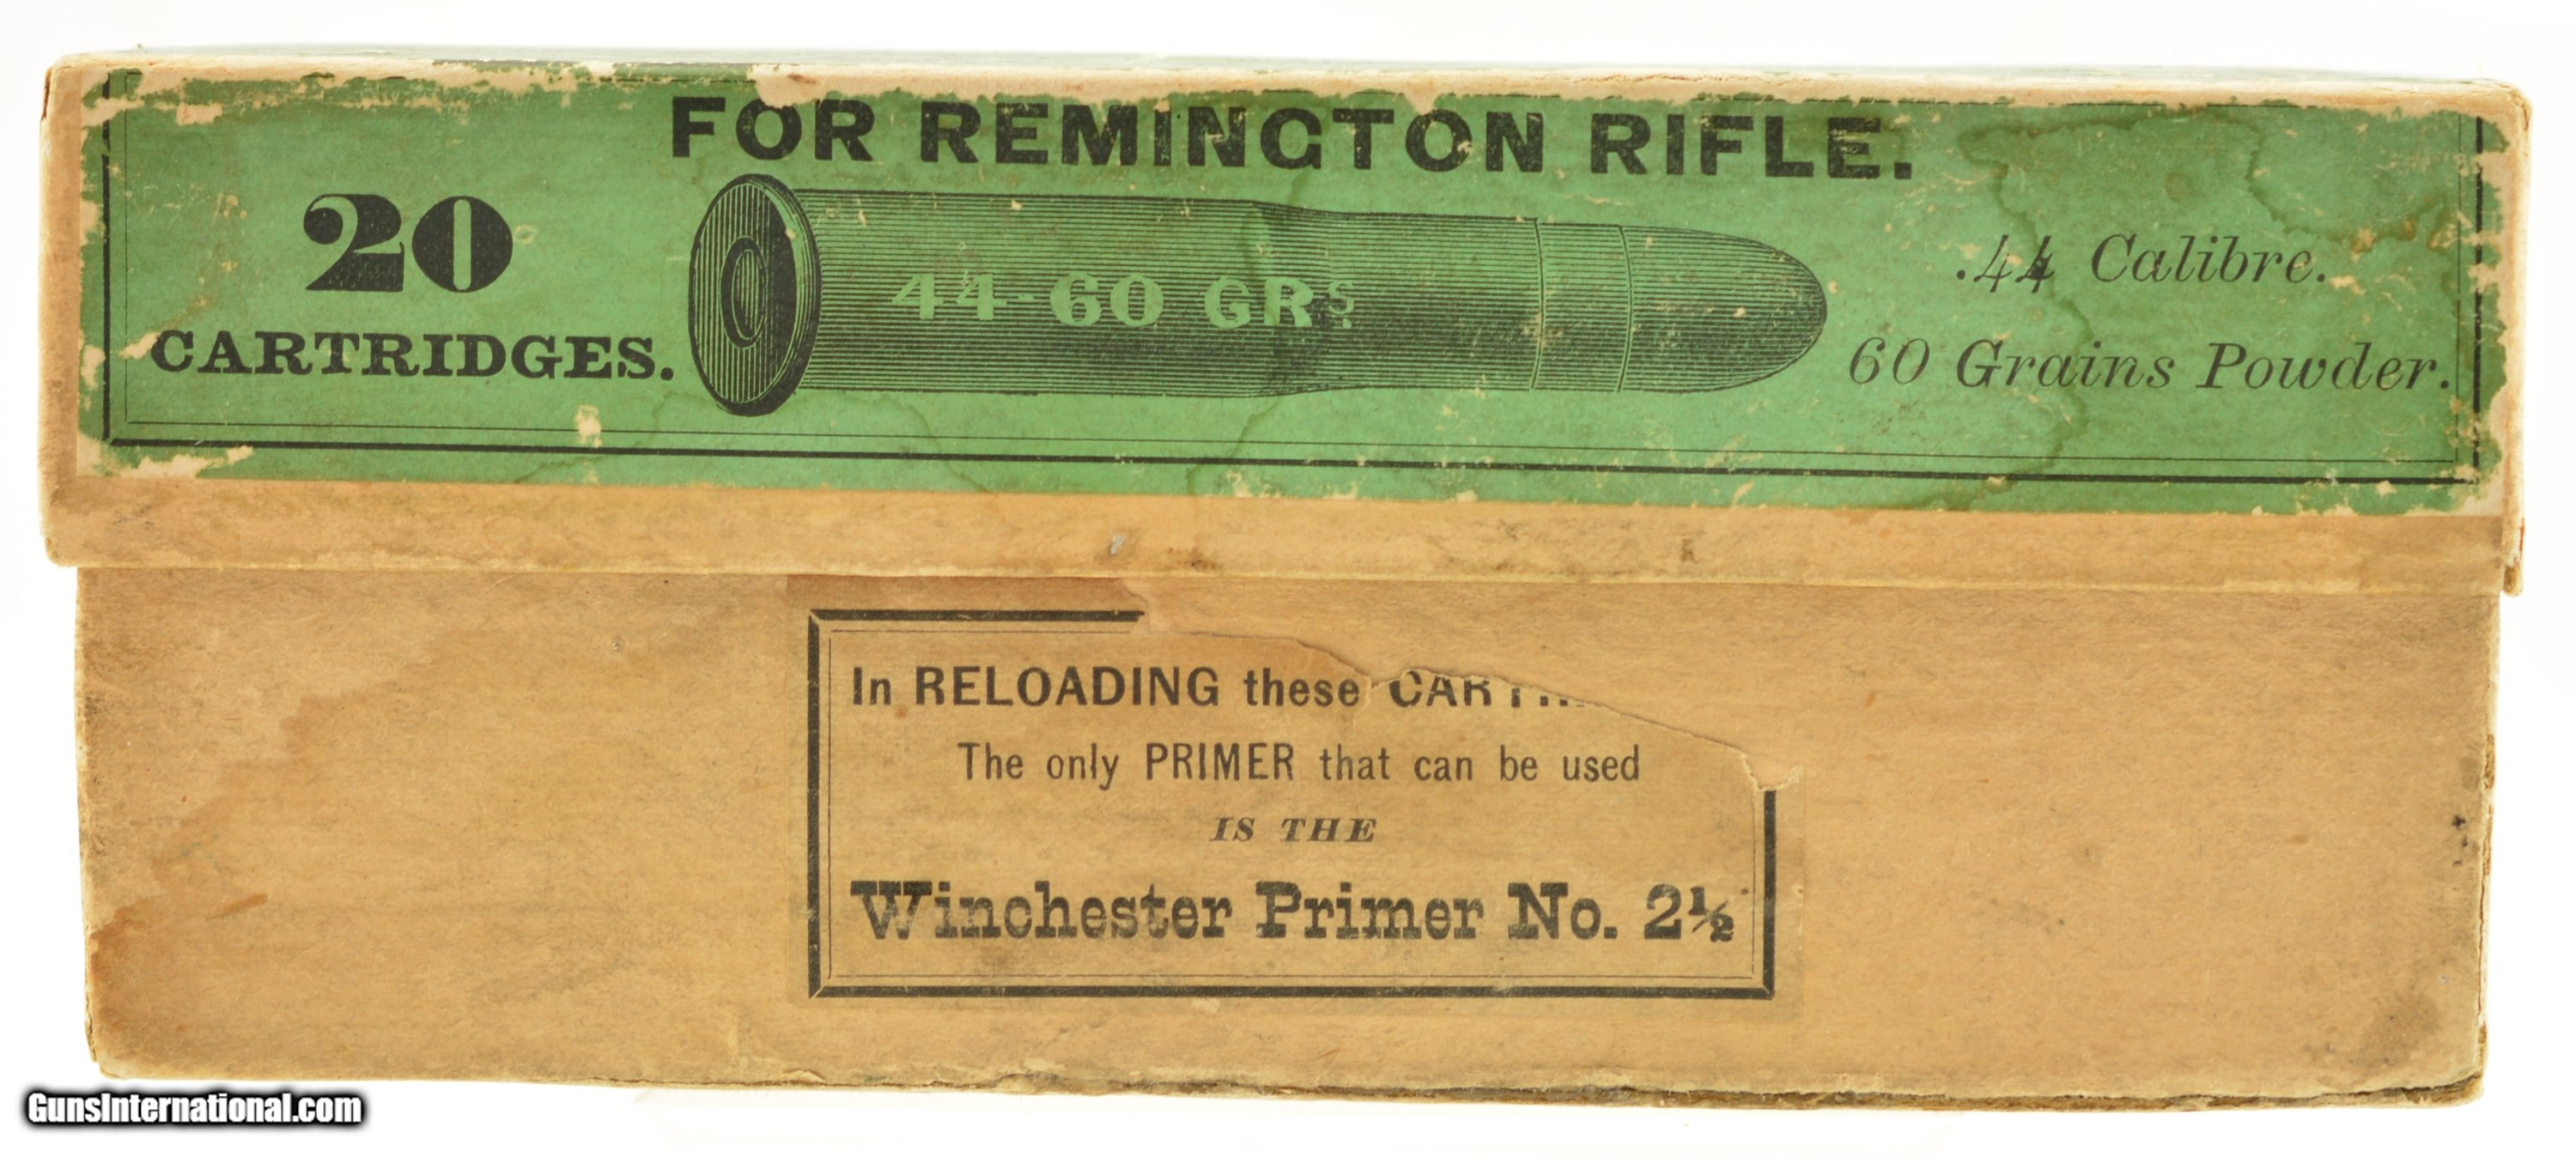 FOR REMINGTON RIFLE.
20
CARTRIDGES.
44-60 GRS.
.44 Calibre.
60 Grains Powder.
In RELOADING these
The only PRIMER that can be used
IS THE
Winchester Primer No. 2½
GunsInternational.com